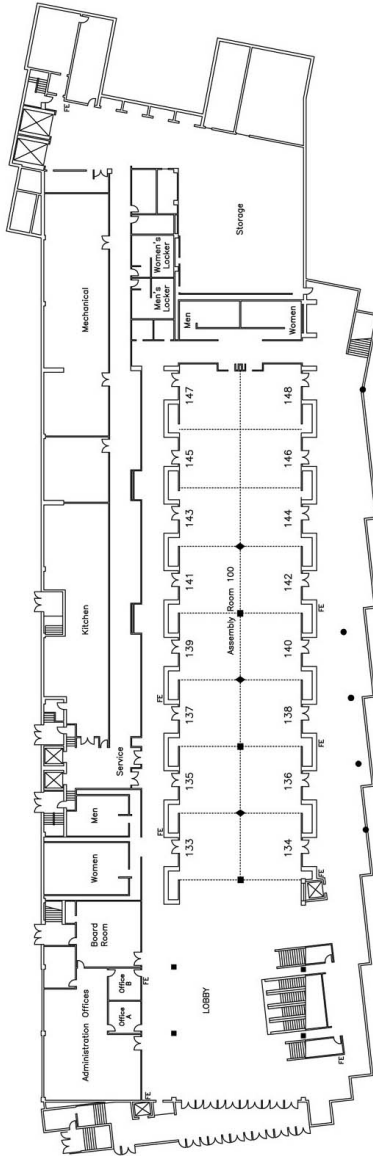 FE
Storage
Mechanical
Women's
Locker
Men's
Locker
Men
Women
147
148
145
146
143
144
Kitchen
141
Assembly Room 100
142
FE
139
140
FE
137
138
FE
Service
135
136
FE
Men
133
134
FE
Women
Board
Room
Office
B
FE
Administration Offices
Office
A
LOBBY
FE
FE